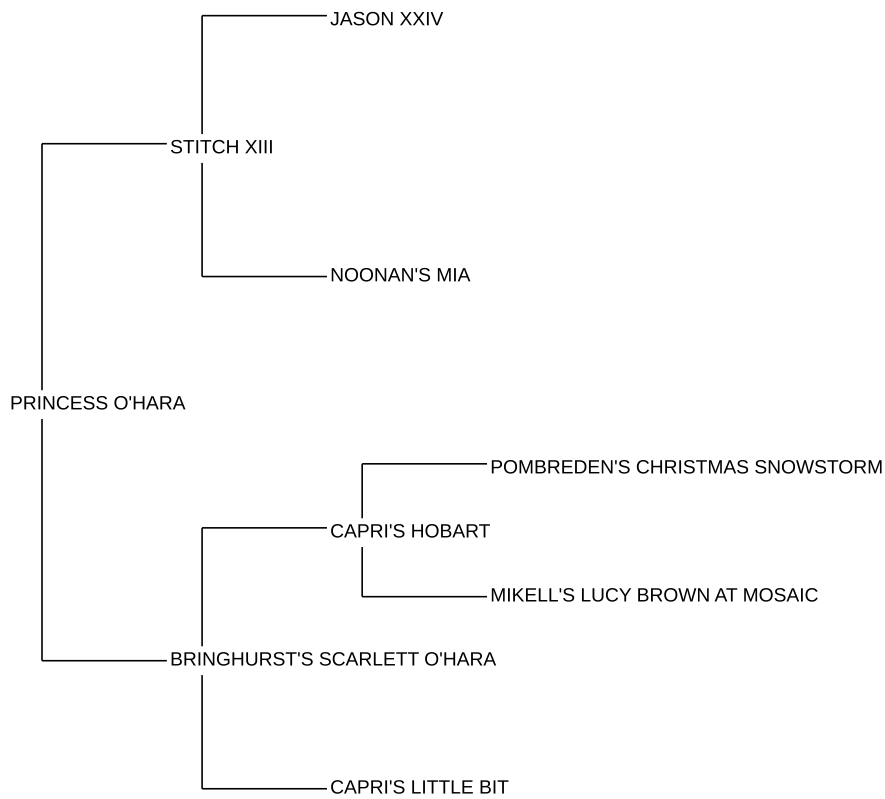 JASON XXIV
STITCH XIII
NOONAN'S MIA
PRINCESS O'HARA
POMBREDEN'S CHRISTMAS SNOWSTORM
CAPRI'S HOBART
MIKELL'S LUCY BROWN AT MOSAIC
BRINGHURST'S SCARLETT O'HARA
CAPRI'S LITTLE BIT